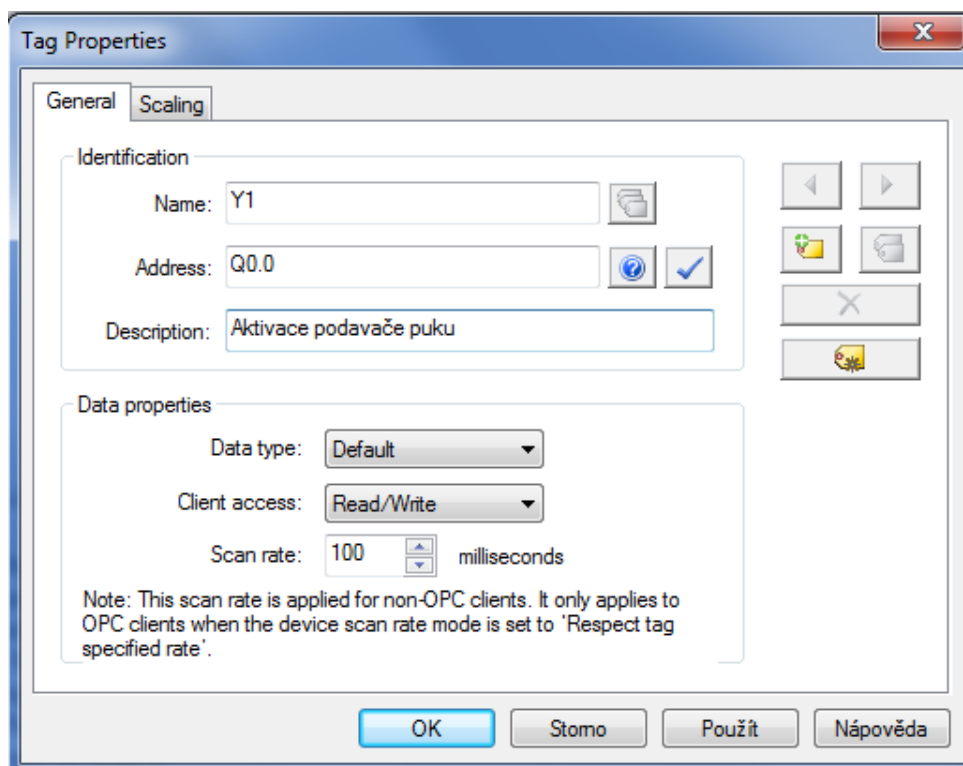 Tag Properties
General
Scaling
Identification
Name: Y1
Address: Q0.0
Description: Aktivace podavače puku
Data properties
Data type: Default
Client access: Read/Write
Scan rate: 100 milliseconds
Note: This scan rate is applied for non-OPC clients. It only applies to
OPC clients when the device scan rate mode is set to 'Respect tag
specified rate'.
OK
Storno
Použít
Nápověda